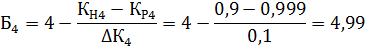 Б₄ = 4 − (К_Н4 − К_Р4)/ΔК₄ = 4 − (0,9 − 0,999)/0,1 = 4,99